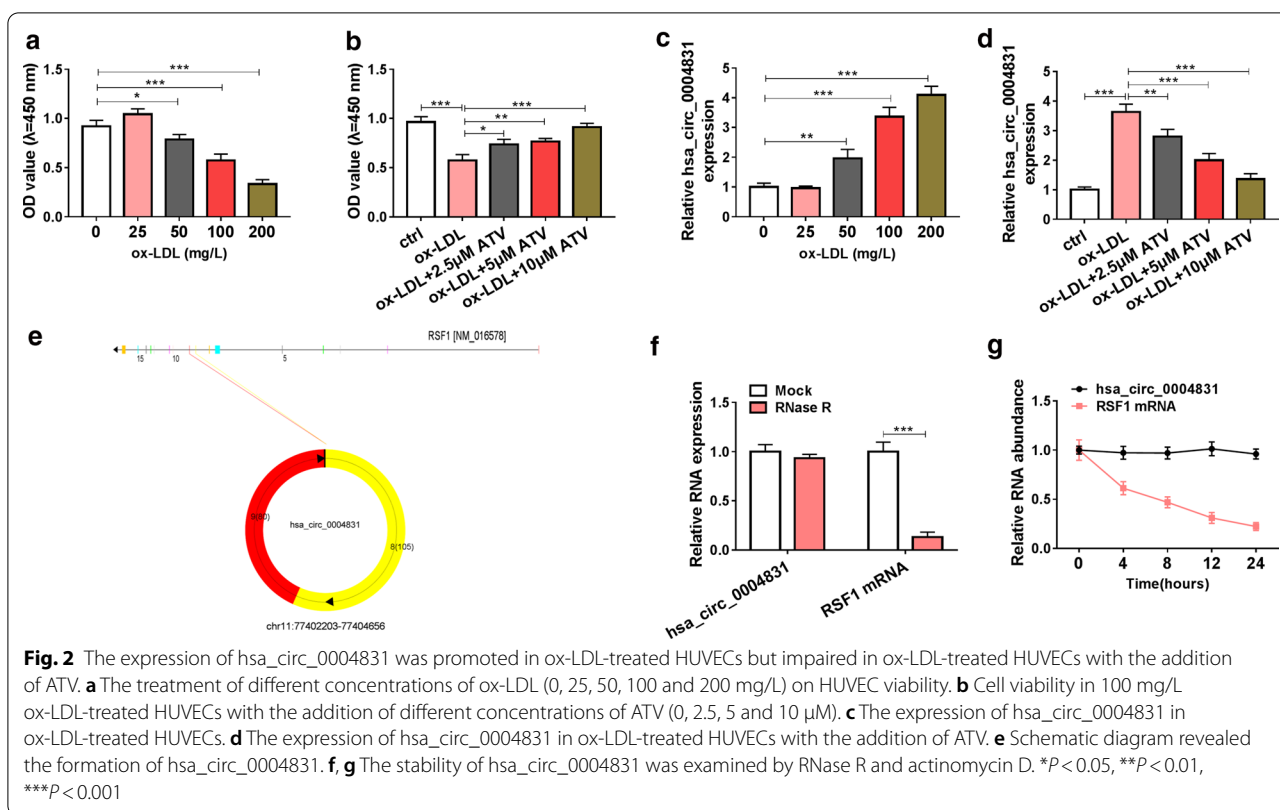 a
OD value (λ=450 nm)
1.5
1.0
0.5
0.0
***
***
*
0 25 50 100 200
ox-LDL (mg/L)
b
OD value (λ=450 nm)
1.5
1.0
0.5
0.0
*** ***
**
*
ctrl
ox-LDL
ox-LDL+2.5μM ATV
ox-LDL+5μM ATV
ox-LDL+10μM ATV
c
Relative hsa_circ_0004831
expression
5
4
3
2
1
0
***
***
**
0 25 50 100 200
ox-LDL (mg/L)
d
Relative hsa_circ_0004831
expression
5
4
3
2
1
0
***
***
*** **
ctrl
ox-LDL
ox-LDL+2.5μM ATV
ox-LDL+5μM ATV
ox-LDL+10μM ATV
e
RSF1 [NM_016578]
15 10 5
hsa_circ_0004831
9(60)
8(105)
chr11:77402203-77404656
f
Relative RNA expression
1.5
1.0
0.5
0.0
Mock
RNase R
***
hsa_circ_0004831
RSF1 mRNA
g
Relative RNA abundance
1.5
1.0
0.5
0.0
hsa_circ_0004831
RSF1 mRNA
0 4 8 12 24
Time(hours)
Fig. 2 The expression of hsa_circ_0004831 was promoted in ox-LDL-treated HUVECs but impaired in ox-LDL-treated HUVECs with the addition
of ATV. a The treatment of different concentrations of ox-LDL (0, 25, 50, 100 and 200 mg/L) on HUVEC viability. b Cell viability in 100 mg/L
ox-LDL-treated HUVECs with the addition of different concentrations of ATV (0, 2.5, 5 and 10 μM). c The expression of hsa_circ_0004831 in
ox-LDL-treated HUVECs. d The expression of hsa_circ_0004831 in ox-LDL-treated HUVECs with the addition of ATV. e Schematic diagram revealed
the formation of hsa_circ_0004831. f, g The stability of hsa_circ_0004831 was examined by RNase R and actinomycin D. *P < 0.05, **P < 0.01,
***P < 0.001